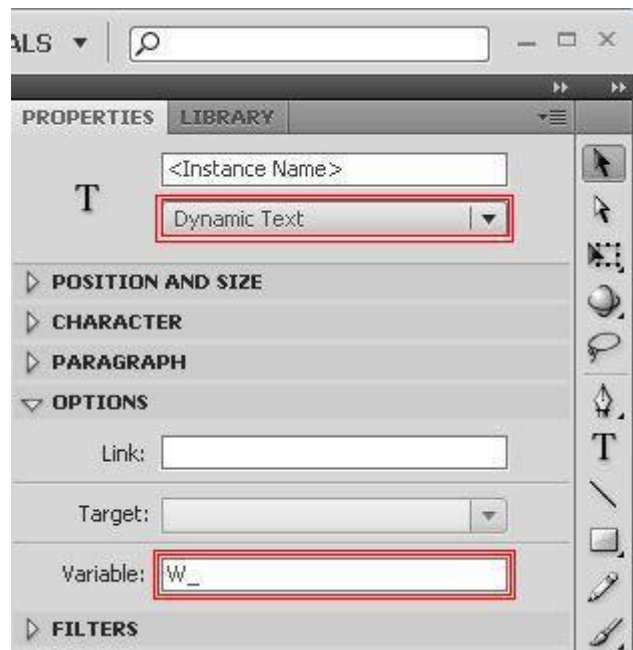 ALS
PROPERTIES LIBRARY
<Instance Name>
T
Dynamic Text
POSITION AND SIZE
CHARACTER
PARAGRAPH
OPTIONS
Link:
T
Target:
Variable: W_
FILTERS